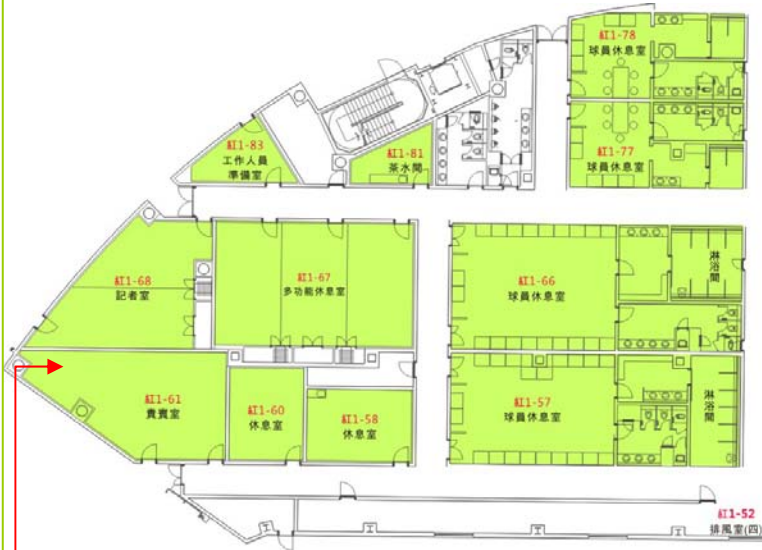 紅1-78
球員休息室
紅1-83
工作人員
準備室
紅1-81
茶水間
紅1-77
球員休息室
紅1-68
記者室
紅1-67
多功能休息室
紅1-66
球員休息室
淋浴間
紅1-61
貴賓室
紅1-60
休息室
紅1-58
休息室
紅1-57
球員休息室
淋浴間
紅1-52
排風室(四)